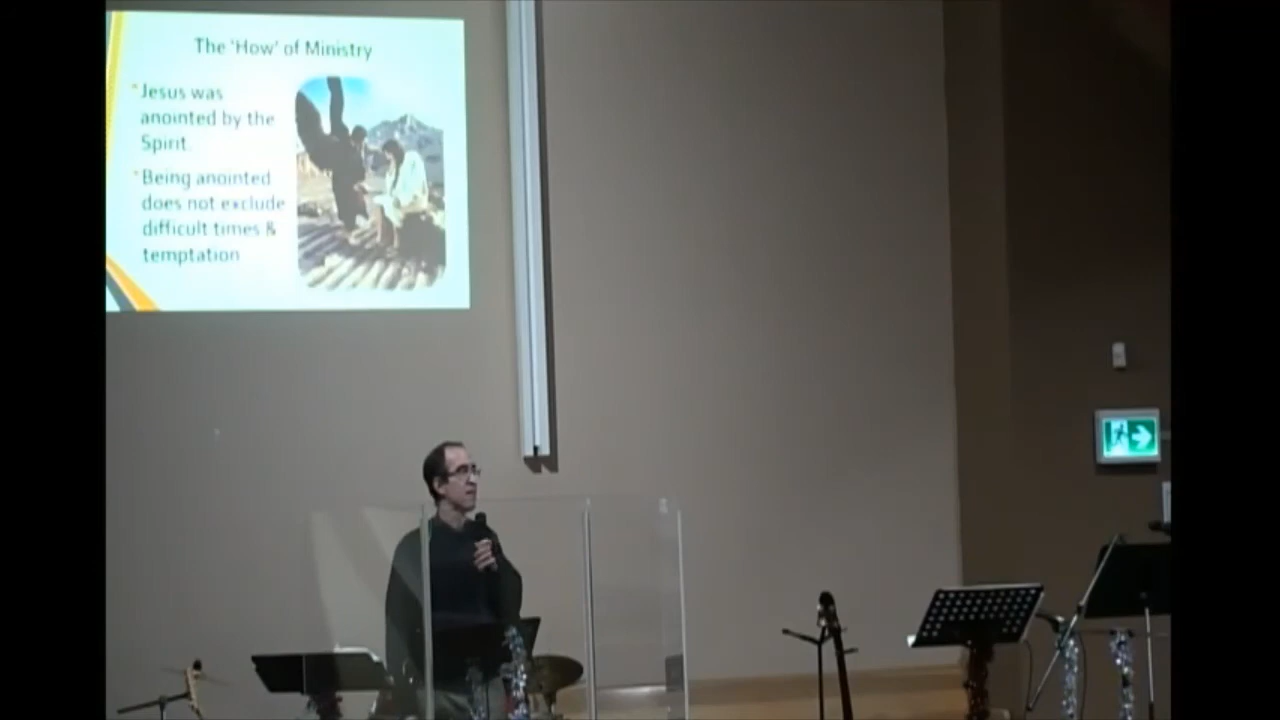 The 'How' of Ministry
Jesus was
anointed by the
Spirit.
Being anointed
does not exclude
difficult times &
temptation